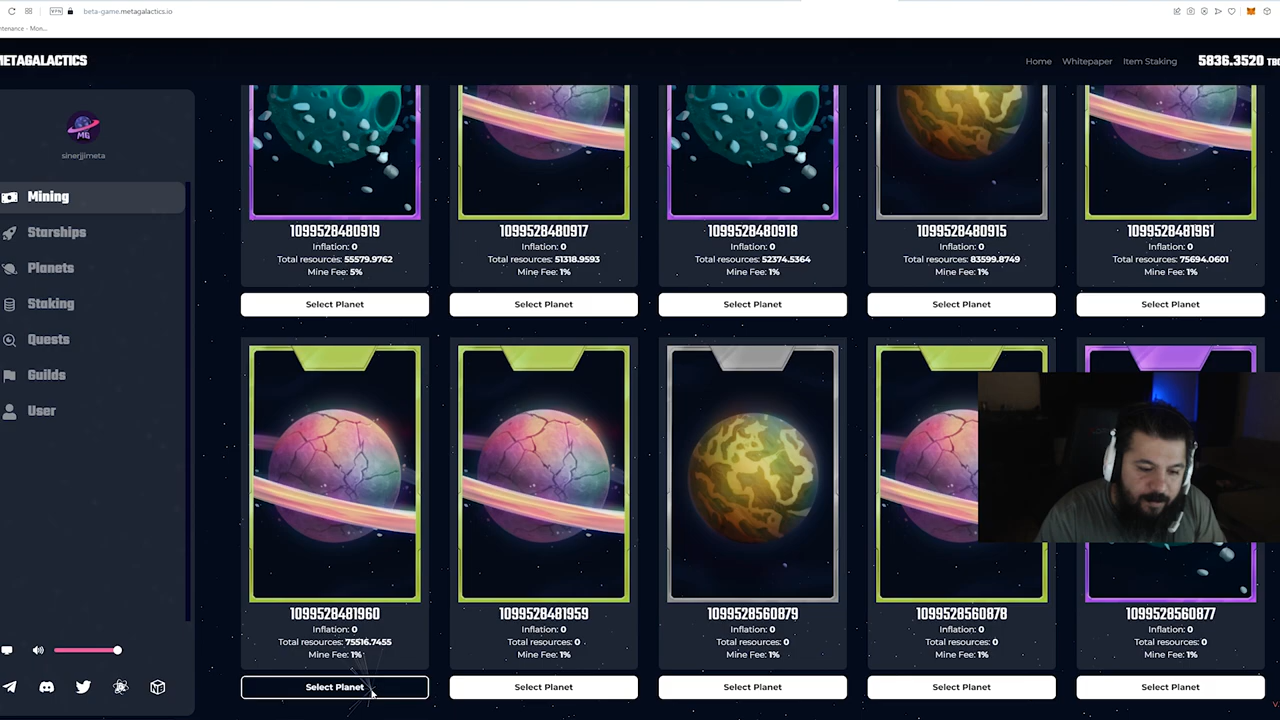 VPN
beta-game.metagalactics.io
ntenance - Mon...
METAGALACTICS
Home
Whitepaper
Item Staking
5836.3520
MG
sinerjjimeta
Mining
Starships
Planets
Staking
Quests
Guilds
User
1099528480919
Inflation: 0
Total resources: 55579.9762
Mine Fee: 5%
Select Planet
1099528480917
Inflation: 0
Total resources: 51318.9593
Mine Fee: 1%
Select Planet
1099528480918
Inflation: 0
Total resources: 52374.5364
Mine Fee: 1%
Select Planet
1099528480915
Inflation: 0
Total resources: 83599.8749
Mine Fee: 1%
Select Planet
1099528481961
Inflation: 0
Total resources: 75694.0601
Mine Fee: 1%
Select Planet
1099528481960
Inflation: 0
Total resources: 75516.7455
Mine Fee: 1%
Select Planet
1099528481959
Inflation: 0
Total resources: 0
Mine Fee: 1%
Select Planet
1099528560879
Inflation: 0
Total resources: 0
Mine Fee: 1%
Select Planet
1099528560878
Inflation: 0
Total resources: 0
Mine Fee: 1%
Select Planet
1099528560877
Inflation: 0
Total resources: 0
Mine Fee: 1%
Select Planet